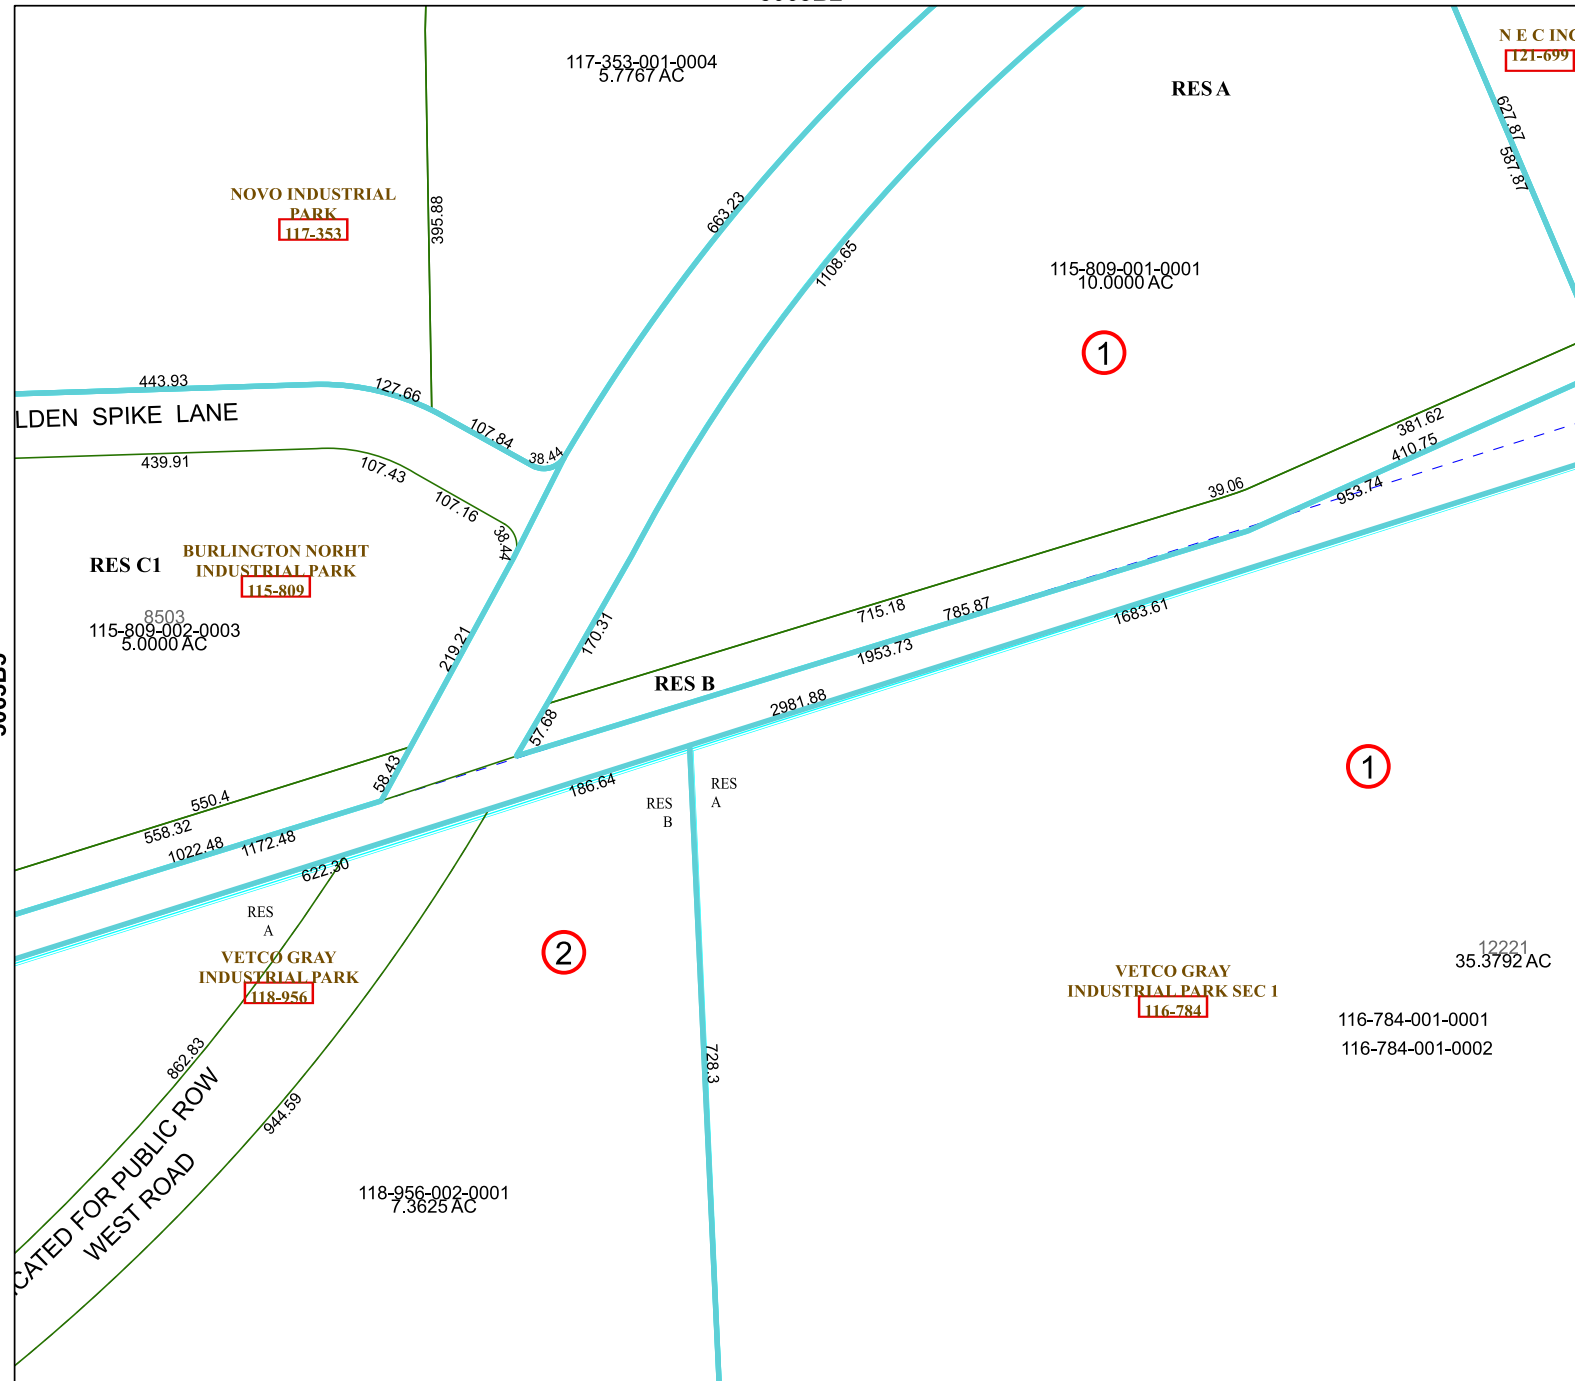 117-353-001-0004
5.7767 AC
RES A
N E C INC
121-699
627.87
587.87
NOVO INDUSTRIAL
PARK
117-353
395.88
663.23
1108.65
115-809-001-0001
10.0000 AC
1
443.93
127.66
LDEN SPIKE LANE
107.84
38.44
439.91
107.43
107.16
38.44
381.62
410.75
39.06
953.74
RES C1
BURLINGTON NORHT
INDUSTRIAL PARK
115-809
8503
115-809-002-0003
5.0000 AC
219.21
170.31
715.18
785.87
1683.61
1953.73
RES B
2981.88
57.68
58.43
186.64
RES
A
RES
B
1
550.4
558.32
1022.48
1172.48
622.30
RES
A
VETCO GRAY
INDUSTRIAL PARK
118-956
2
12221
35.3792 AC
VETCO GRAY
INDUSTRIAL PARK SEC 1
116-784
116-784-001-0001
116-784-001-0002
862.83
944.59
728.3
CATED FOR PUBLIC ROW
WEST ROAD
118-956-002-0001
7.3625 AC